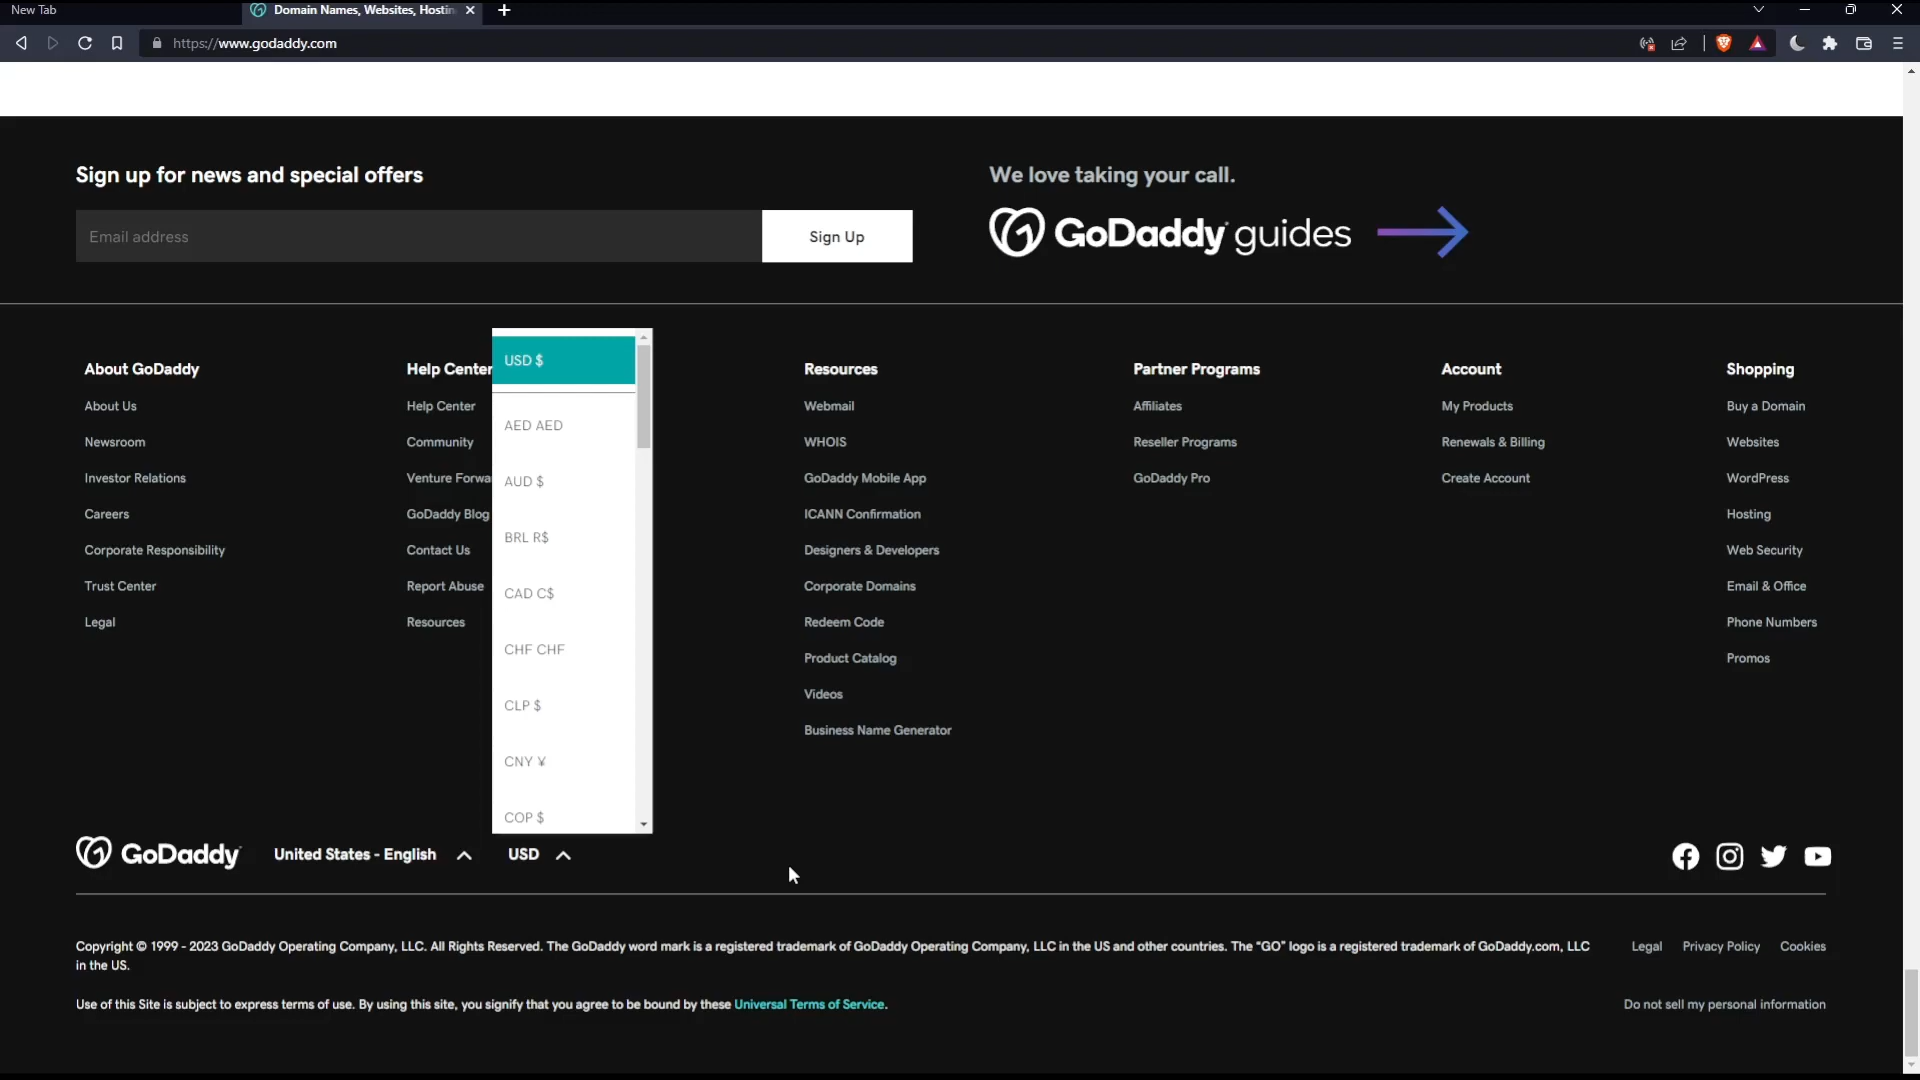 New Tab
Domain Names, Websites, Hostin
https://www.godaddy.com
Sign up for news and special offers
Email address
Sign Up
We love taking your call.
GoDaddy guides
About GoDaddy
About Us
Newsroom
Investor Relations
Careers
Corporate Responsibility
Trust Center
Legal
Help Center
Help Center
Community
Venture Forwa
GoDaddy Blog
Contact Us
Report Abuse
Resources
USD $
AED AED
AUD $
BRL R$
CAD C$
CHF CHF
CLP $
CNY ¥
COP $
Resources
Webmail
WHOIS
GoDaddy Mobile App
ICANN Confirmation
Designers & Developers
Corporate Domains
Redeem Code
Product Catalog
Videos
Business Name Generator
Partner Programs
Affiliates
Reseller Programs
GoDaddy Pro
Account
My Products
Renewals & Billing
Create Account
Shopping
Buy a Domain
Websites
WordPress
Hosting
Web Security
Email & Office
Phone Numbers
Promos
GoDaddy
United States - English
USD
Copyright © 1999 - 2023 GoDaddy Operating Company, LLC. All Rights Reserved. The GoDaddy word mark is a registered trademark of GoDaddy Operating Company, LLC in the US and other countries. The “GO” logo is a registered trademark of GoDaddy.com, LLC
in the US.
Legal
Privacy Policy
Cookies
Use of this Site is subject to express terms of use. By using this site, you signify that you agree to be bound by these Universal Terms of Service.
Do not sell my personal information